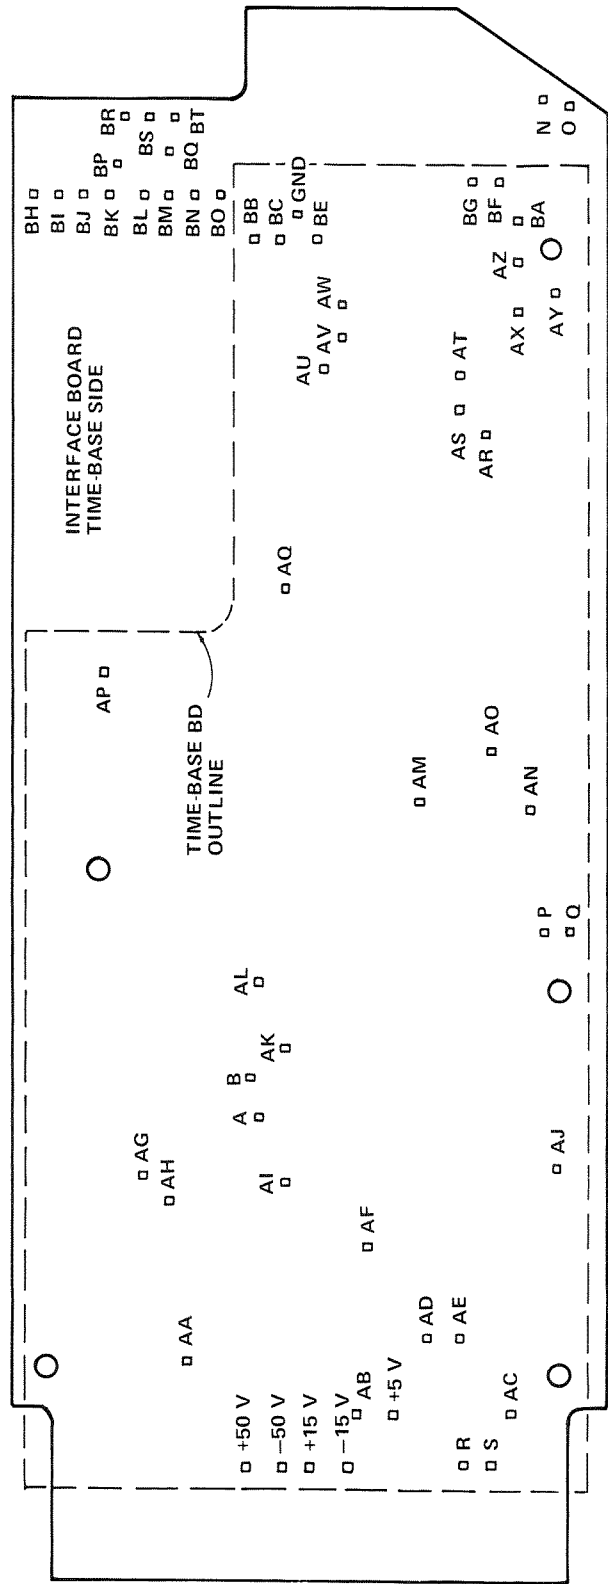 BH
BI
BJ
BK
BL
BM
BN
BO
BP
BR
BS
BQ
BT
INTERFACE BOARD
TIME-BASE SIDE
N
O
BB
BC
GND
BE
BG
BF
BA
AZ
AX
AY
AW
AV
AU
AT
AS
AR
AQ
AP
TIME-BASE BD
OUTLINE
AO
AM
AN
P
Q
AL
AK
B
A
AG
AH
AI
AJ
AF
AA
AD
AE
+50 V
−50 V
+15 V
−15 V
AB
+5 V
AC
R
S